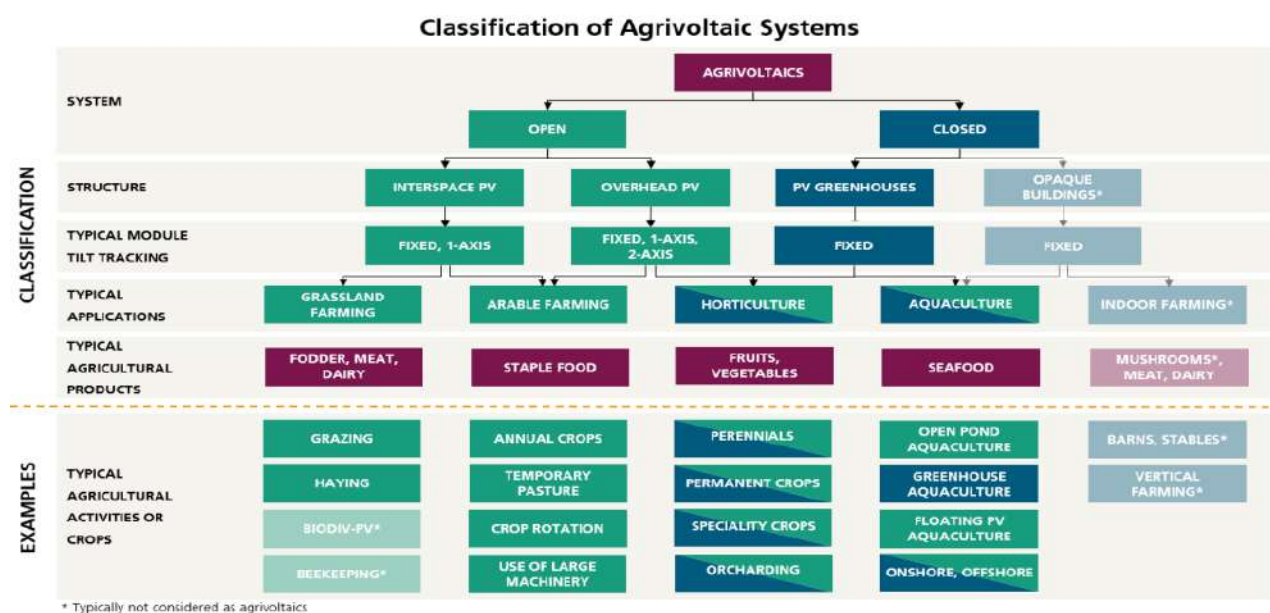 Classification of Agrivoltaic Systems
CLASSIFICATION
SYSTEM
AGRIVOLTAICS
OPEN
CLOSED
STRUCTURE
INTERSPACE PV
OVERHEAD PV
PV GREENHOUSES
OPAQUE
BUILDINGS*
TYPICAL MODULE
TILT TRACKING
FIXED, 1-AXIS
FIXED, 1-AXIS,
2-AXIS
FIXED
FIXED
TYPICAL
APPLICATIONS
GRASSLAND
FARMING
ARABLE FARMING
HORTICULTURE
AQUACULTURE
INDOOR FARMING*
TYPICAL
AGRICULTURAL
PRODUCTS
FODDER, MEAT,
DAIRY
STAPLE FOOD
FRUITS,
VEGETABLES
SEAFOOD
MUSHROOMS*,
MEAT, DAIRY
EXAMPLES
TYPICAL
AGRICULTURAL
ACTIVITIES OR
CROPS
GRAZING
HAYING
BIODIV-PV*
BEEKEEPING*
ANNUAL CROPS
TEMPORARY
PASTURE
CROP ROTATION
USE OF LARGE
MACHINERY
PERENNIALS
PERMANENT CROPS
SPECIALITY CROPS
ORCHARDING
OPEN POND
AQUACULTURE
GREENHOUSE
AQUACULTURE
FLOATING PV
AQUACULTURE
ONSHORE, OFFSHORE
BARNS, STABLES*
VERTICAL
FARMING*
* Typically not considered as agrivoltaics